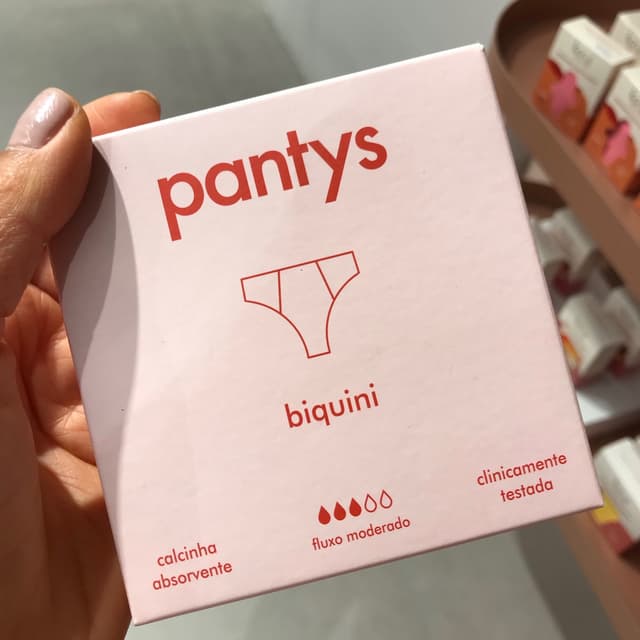 pantys
biquini
clinicamente
testada
fluxo moderado
calcinha
absorvente